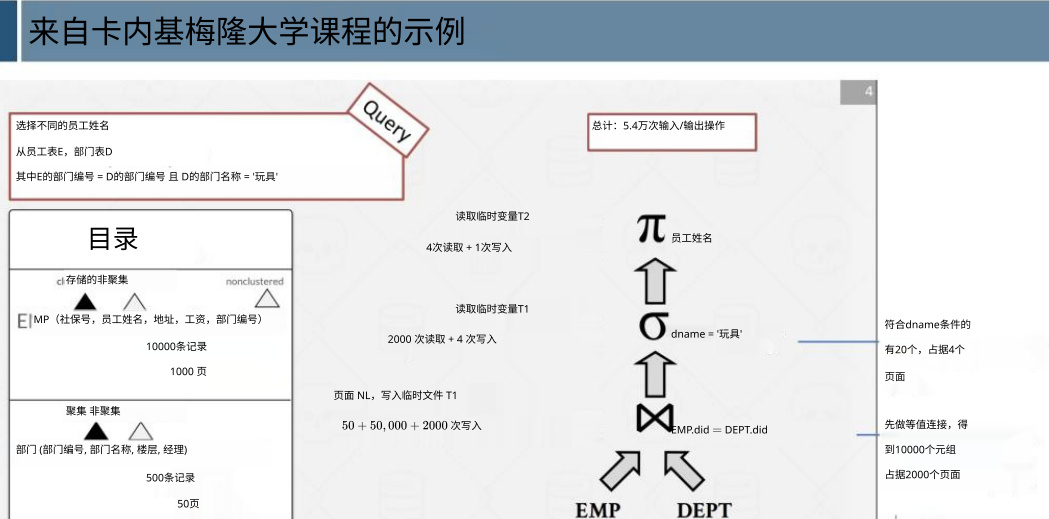 来自卡内基梅隆大学课程的示例
4
Query
选择不同的员工姓名
从员工表E，部门表D
其中E的部门编号 = D的部门编号 且 D的部门名称 = '玩具'
总计：5.4万次输入/输出操作
目录
cl存储的非聚集
nonclustered
EMP（社保号，员工姓名，地址，工资，部门编号）
10000条记录
1000 页
聚集 非聚集
部门 (部门编号, 部门名称, 楼层, 经理)
500条记录
50页
读取临时变量T2
4次读取 + 1次写入
读取临时变量T1
2000 次读取 + 4 次写入
页面 NL，写入临时文件 T1
50 + 50,000 + 2000 次写入
π 员工姓名
σ dname = '玩具'
⋈ EMP.did = DEPT.did
EMP DEPT
符合dname条件的
有20个，占据4个
页面
先做等值连接，得
到10000个元组
占据2000个页面